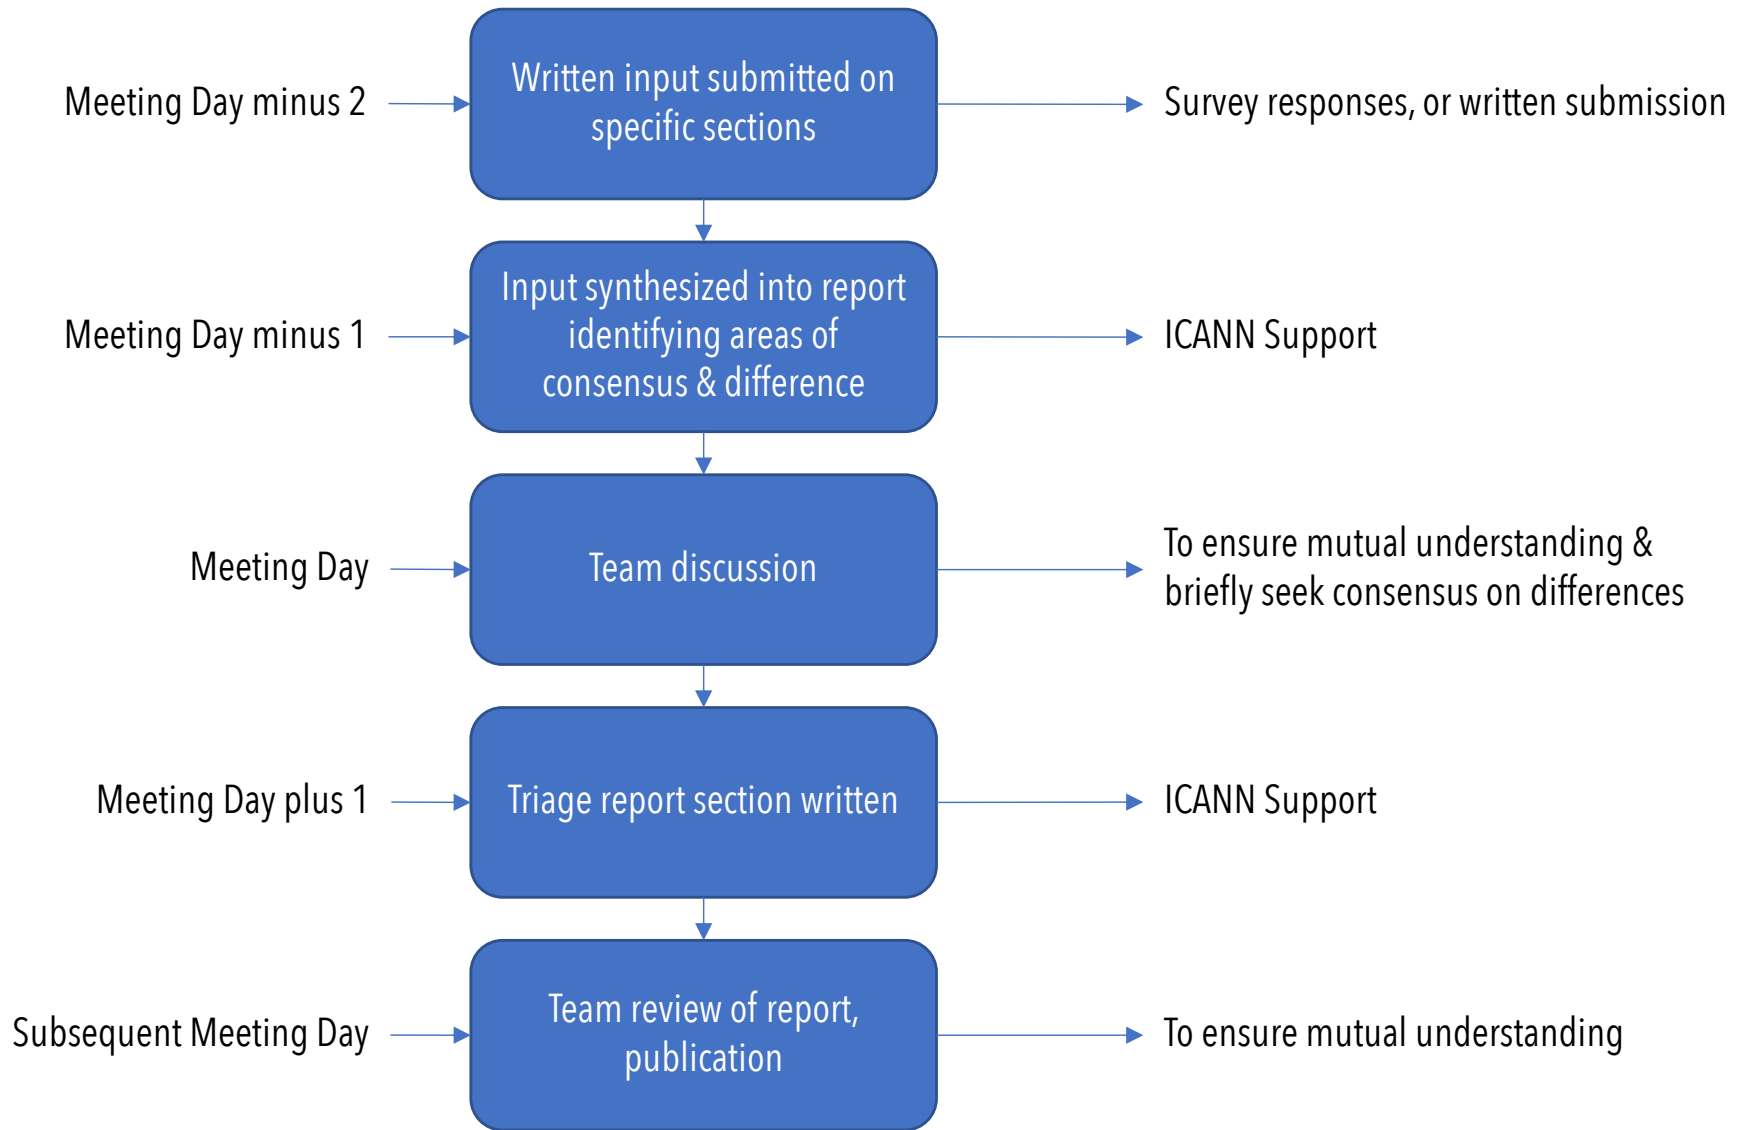 Meeting Day minus 2
Written input submitted on
specific sections
Survey responses, or written submission
Meeting Day minus 1
Input synthesized into report
identifying areas of
consensus & difference
ICANN Support
Meeting Day
Team discussion
To ensure mutual understanding &
briefly seek consensus on differences
Meeting Day plus 1
Triage report section written
ICANN Support
Subsequent Meeting Day
Team review of report,
publication
To ensure mutual understanding